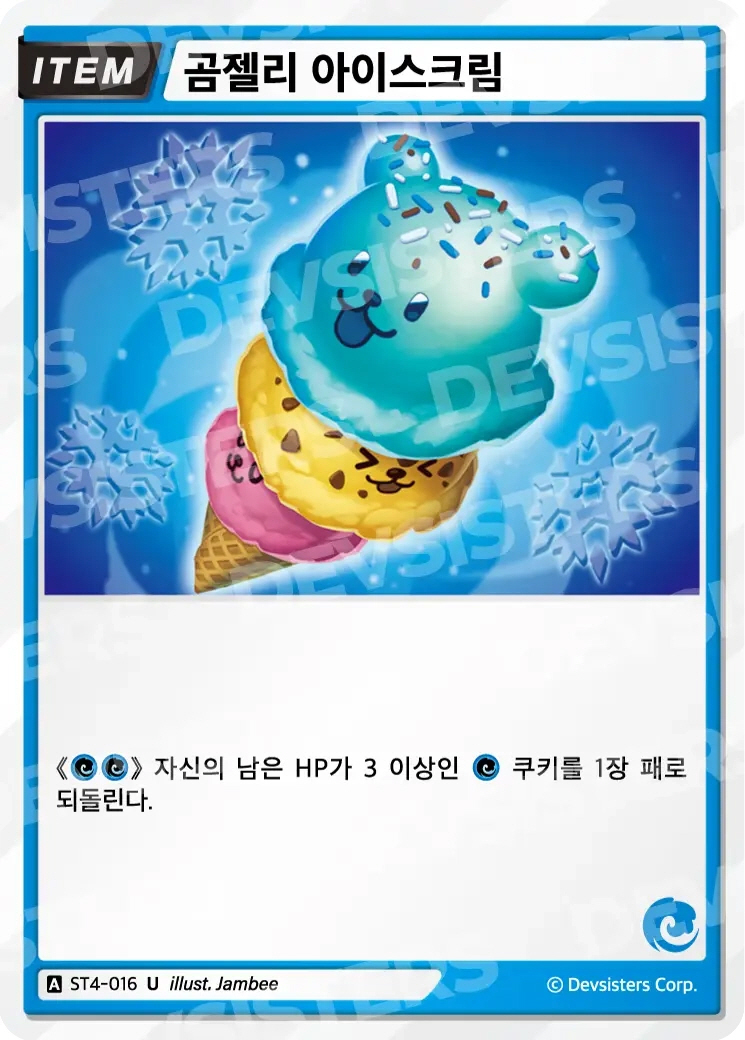 ITEM
곰젤리 아이스크림
《》 자신의 남은 HP가 3 이상인 쿠키를 1장 패로
되돌린다.
A ST4-016 U illust. Jambee
© Devsisters Corp.
DEVSISTERS